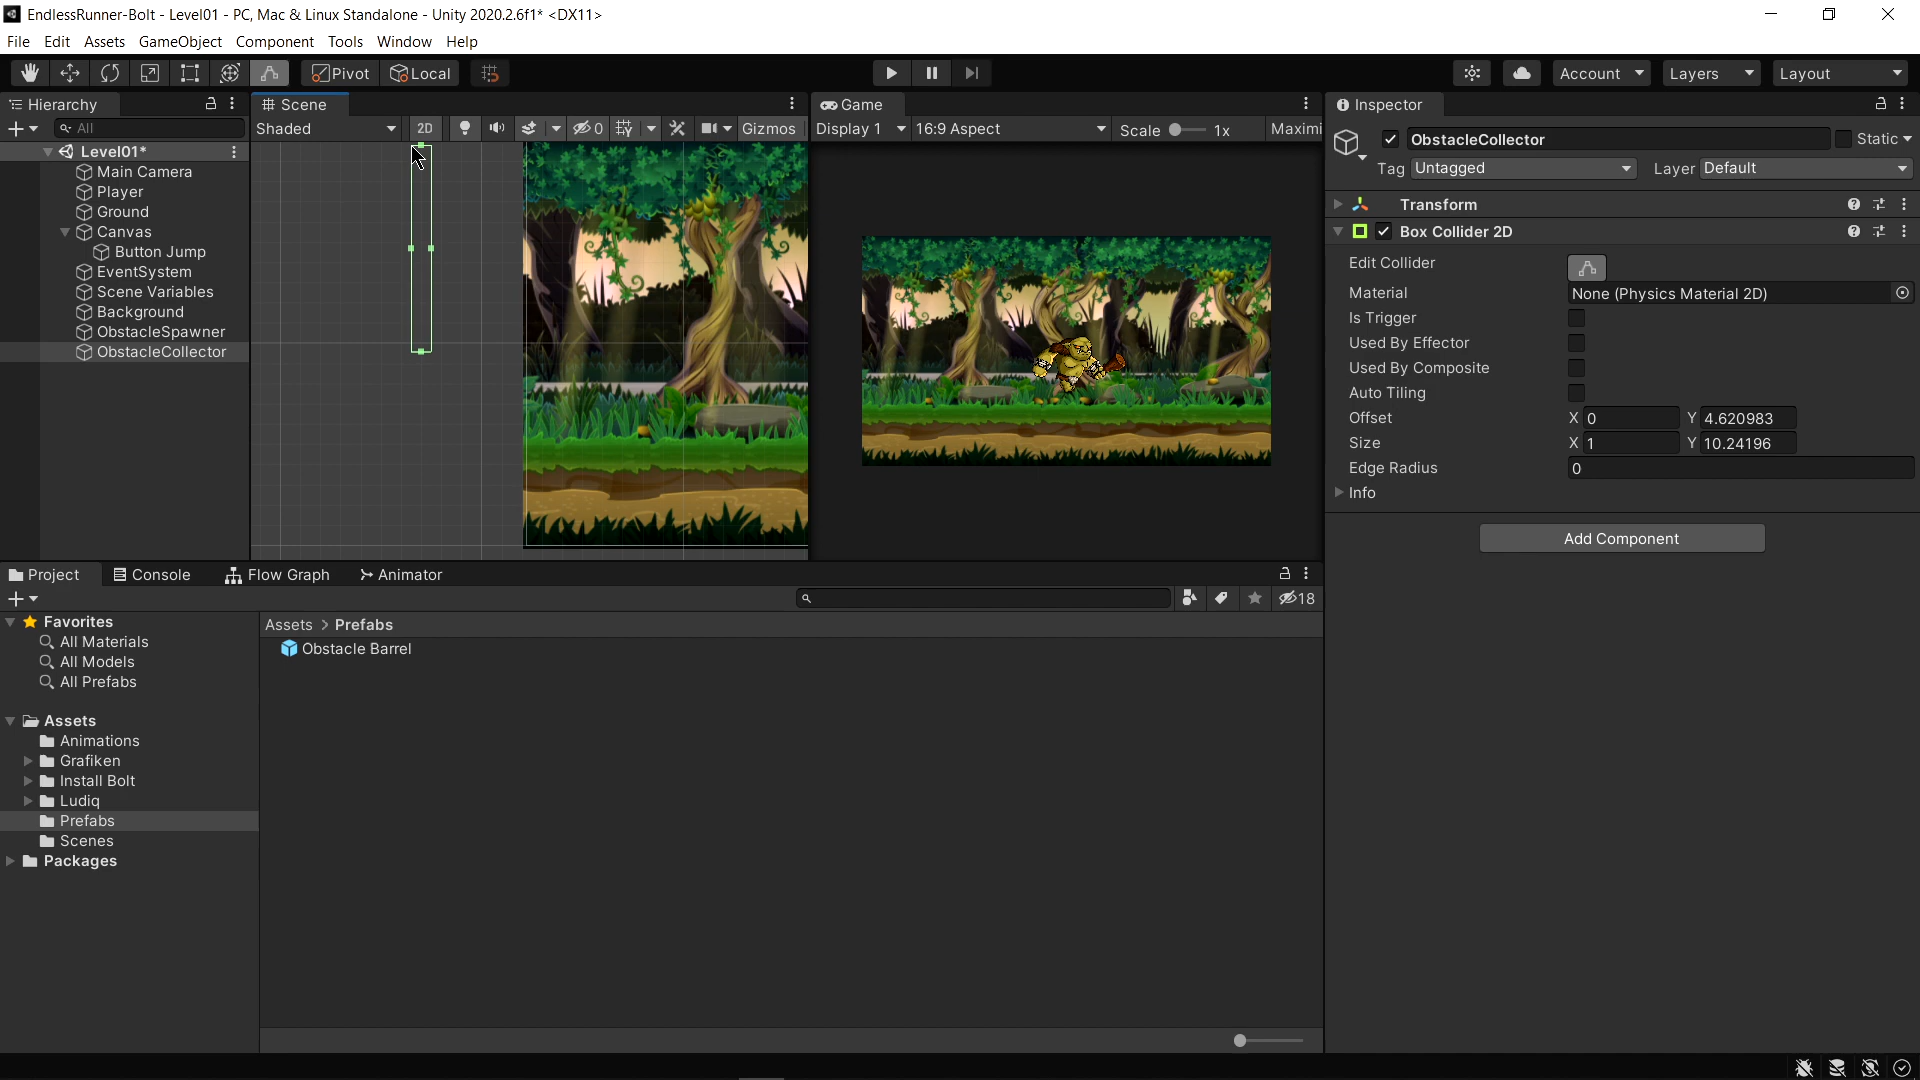 EndlessRunner-Bolt - Level01 - PC, Mac & Linux Standalone - Unity 2020.2.6f1* <DX11>
File Edit Assets GameObject Component Tools Window Help
Pivot Local Account Layers Layout
Hierarchy
All
Level01*
Main Camera
Player
Ground
Canvas
Button Jump
EventSystem
Scene Variables
Background
ObstacleSpawner
ObstacleCollector
Scene
Shaded 2D 0 Gizmos
Game
Display 1 16:9 Aspect Scale 1x Maximi
Inspector
ObstacleCollector Static
Tag Untagged Layer Default
Transform
Box Collider 2D
Edit Collider
Material None (Physics Material 2D)
Is Trigger
Used By Effector
Used By Composite
Auto Tiling
Offset X 0 Y 4.620983
Size X 1 Y 10.24196
Edge Radius 0
Info
Add Component
Project Console Flow Graph Animator
18
Favorites
All Materials
All Models
All Prefabs
Assets
Animations
Grafiken
Install Bolt
Ludiq
Prefabs
Scenes
Packages
Assets > Prefabs
Obstacle Barrel